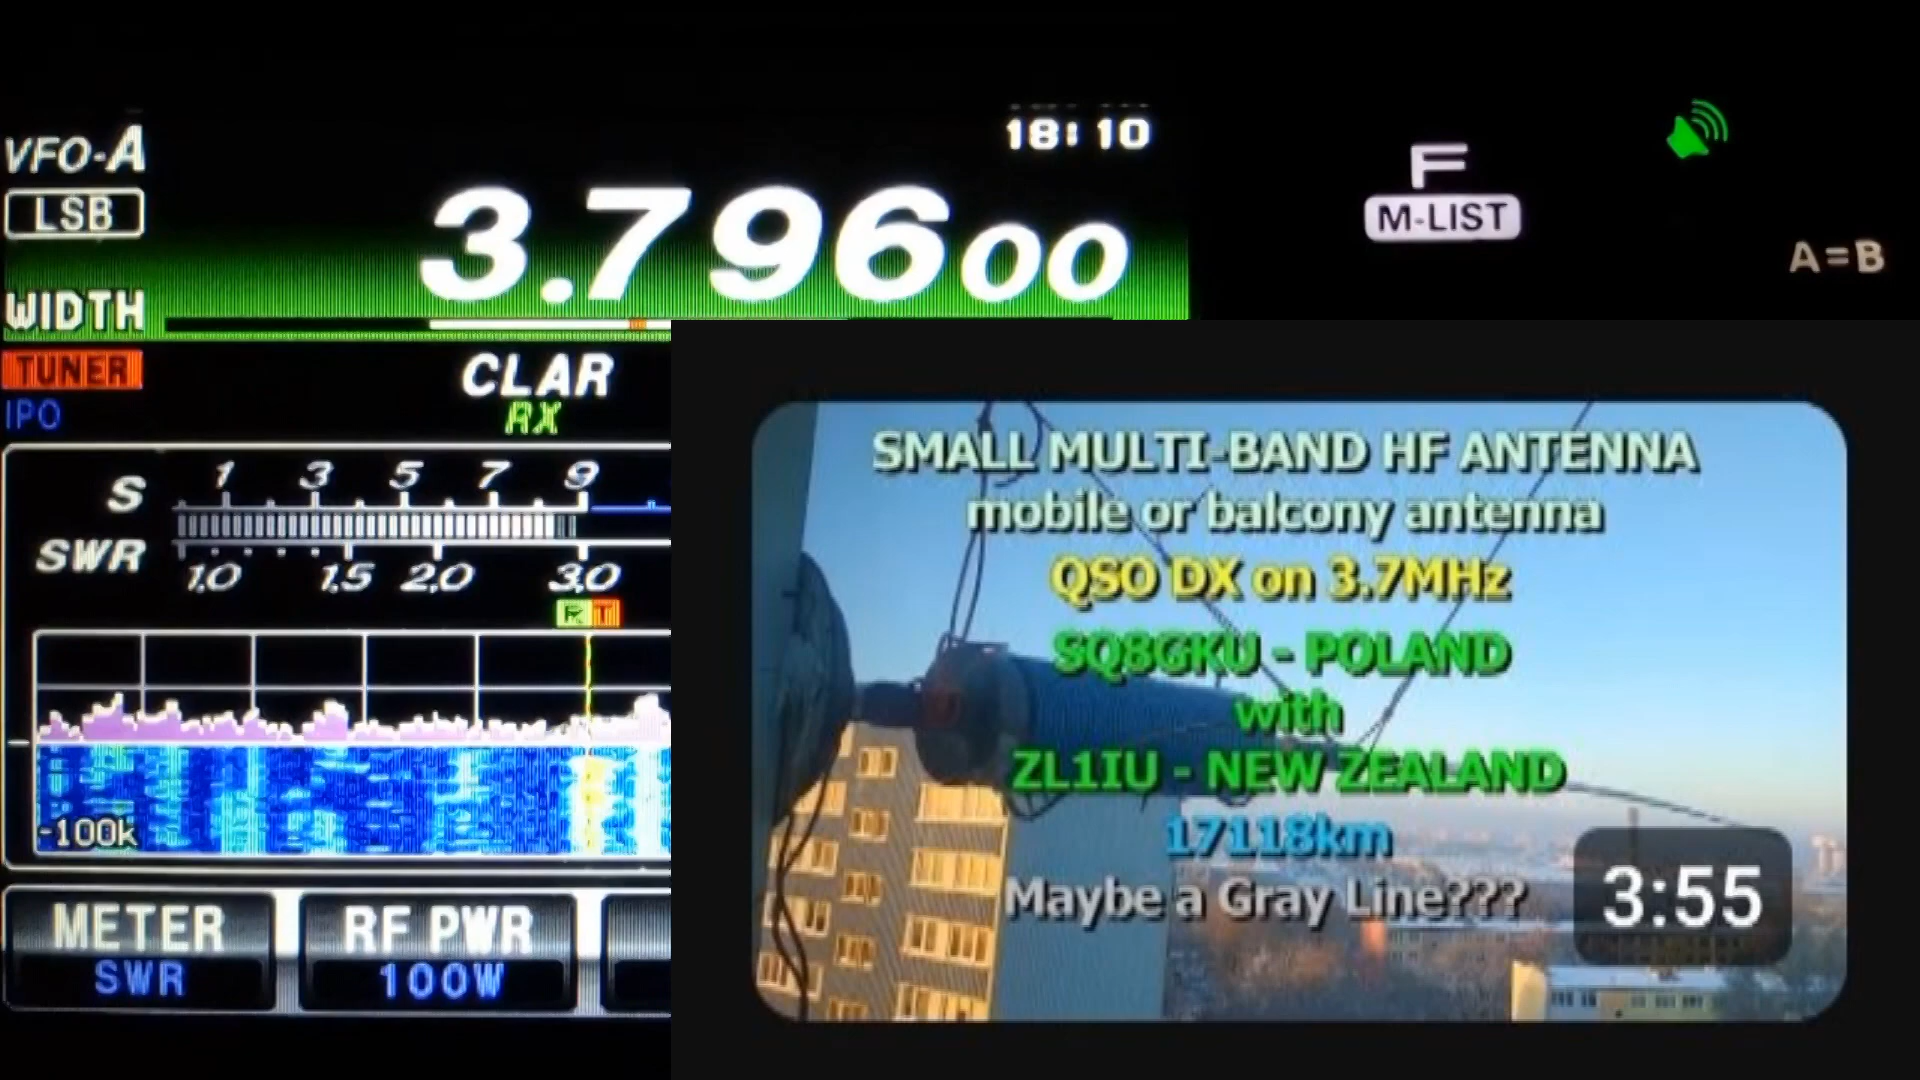 18:10
VFO-A
LSB
3.79600
WIDTH
F
M-LIST
A=B
TUNER
IPO
CLAR
RX
S 1 3 5 7 9
SWR 1.0 1.5 2.0 3.0
R T
-100k
METER
SWR
RF PWR
100W
SMALL MULTI-BAND HF ANTENNA
mobile or balcony antenna
QSO DX on 3.7MHz
SQ8GKU - POLAND
with
ZL1IU - NEW ZEALAND
17118km
Maybe a Gray Line???
3:55